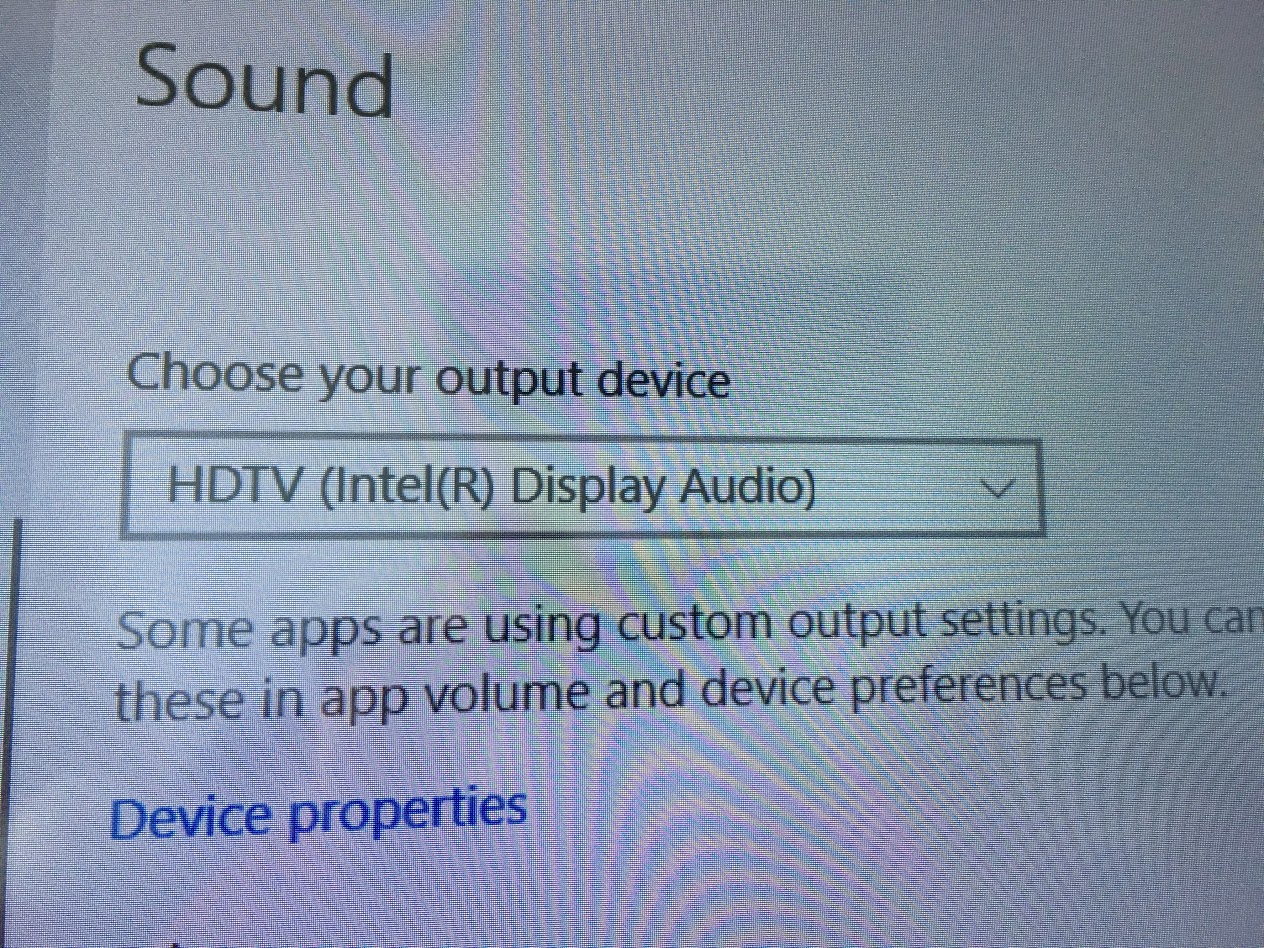 Sound
Choose your output device
HDTV (Intel(R) Display Audio)
Some apps are using custom output settings. You can
these in app volume and device preferences below.
Device properties